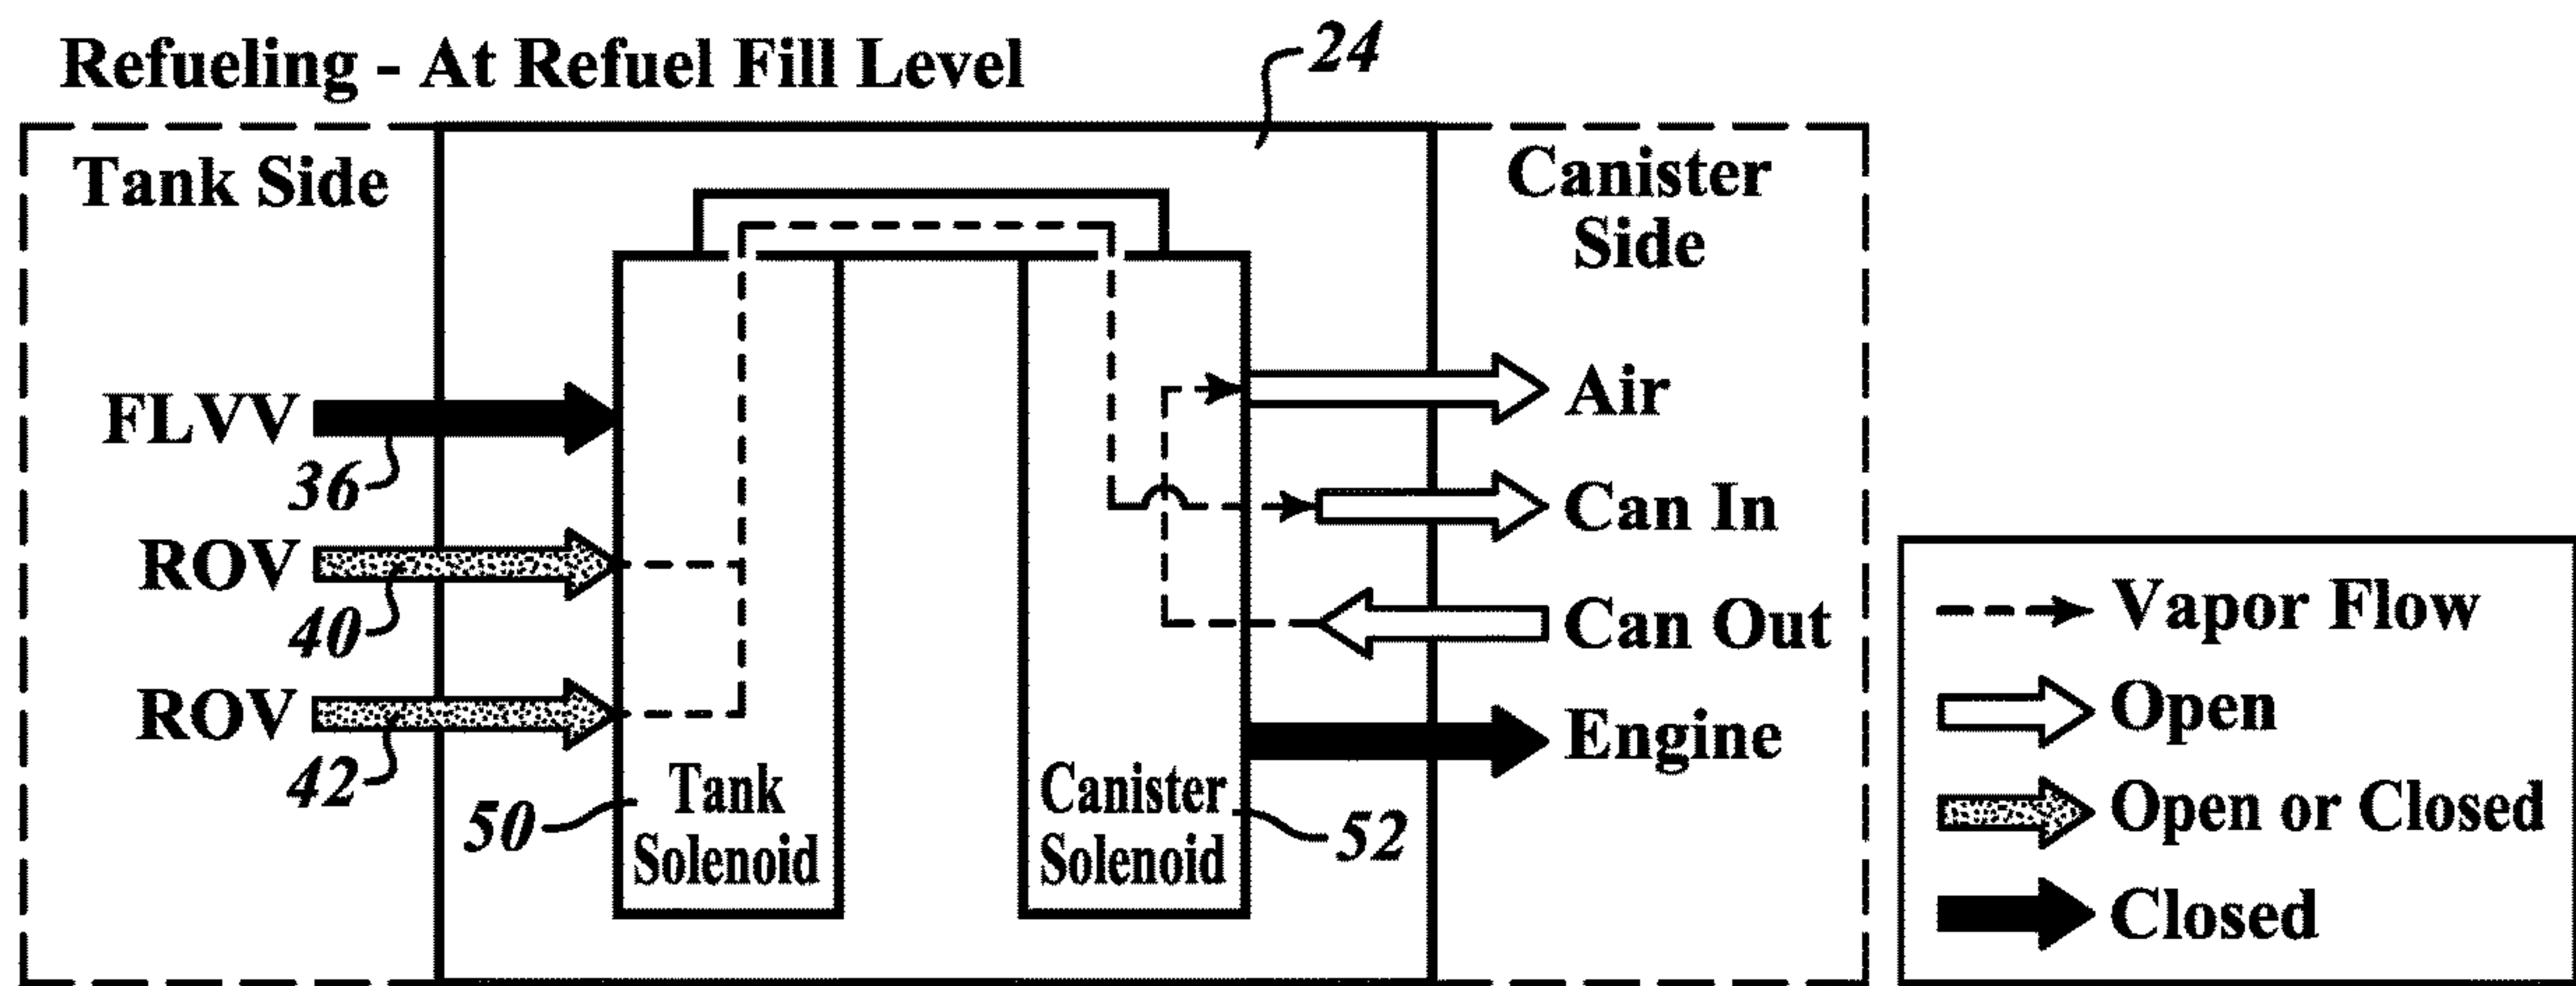 Refueling - At Refuel Fill Level
24
Tank Side
Canister
Side
FLVV
36
ROV
40
ROV
42
50
Tank
Solenoid
Canister
Solenoid
52
Air
Can In
Can Out
Engine
Vapor Flow
Open
Open or Closed
Closed